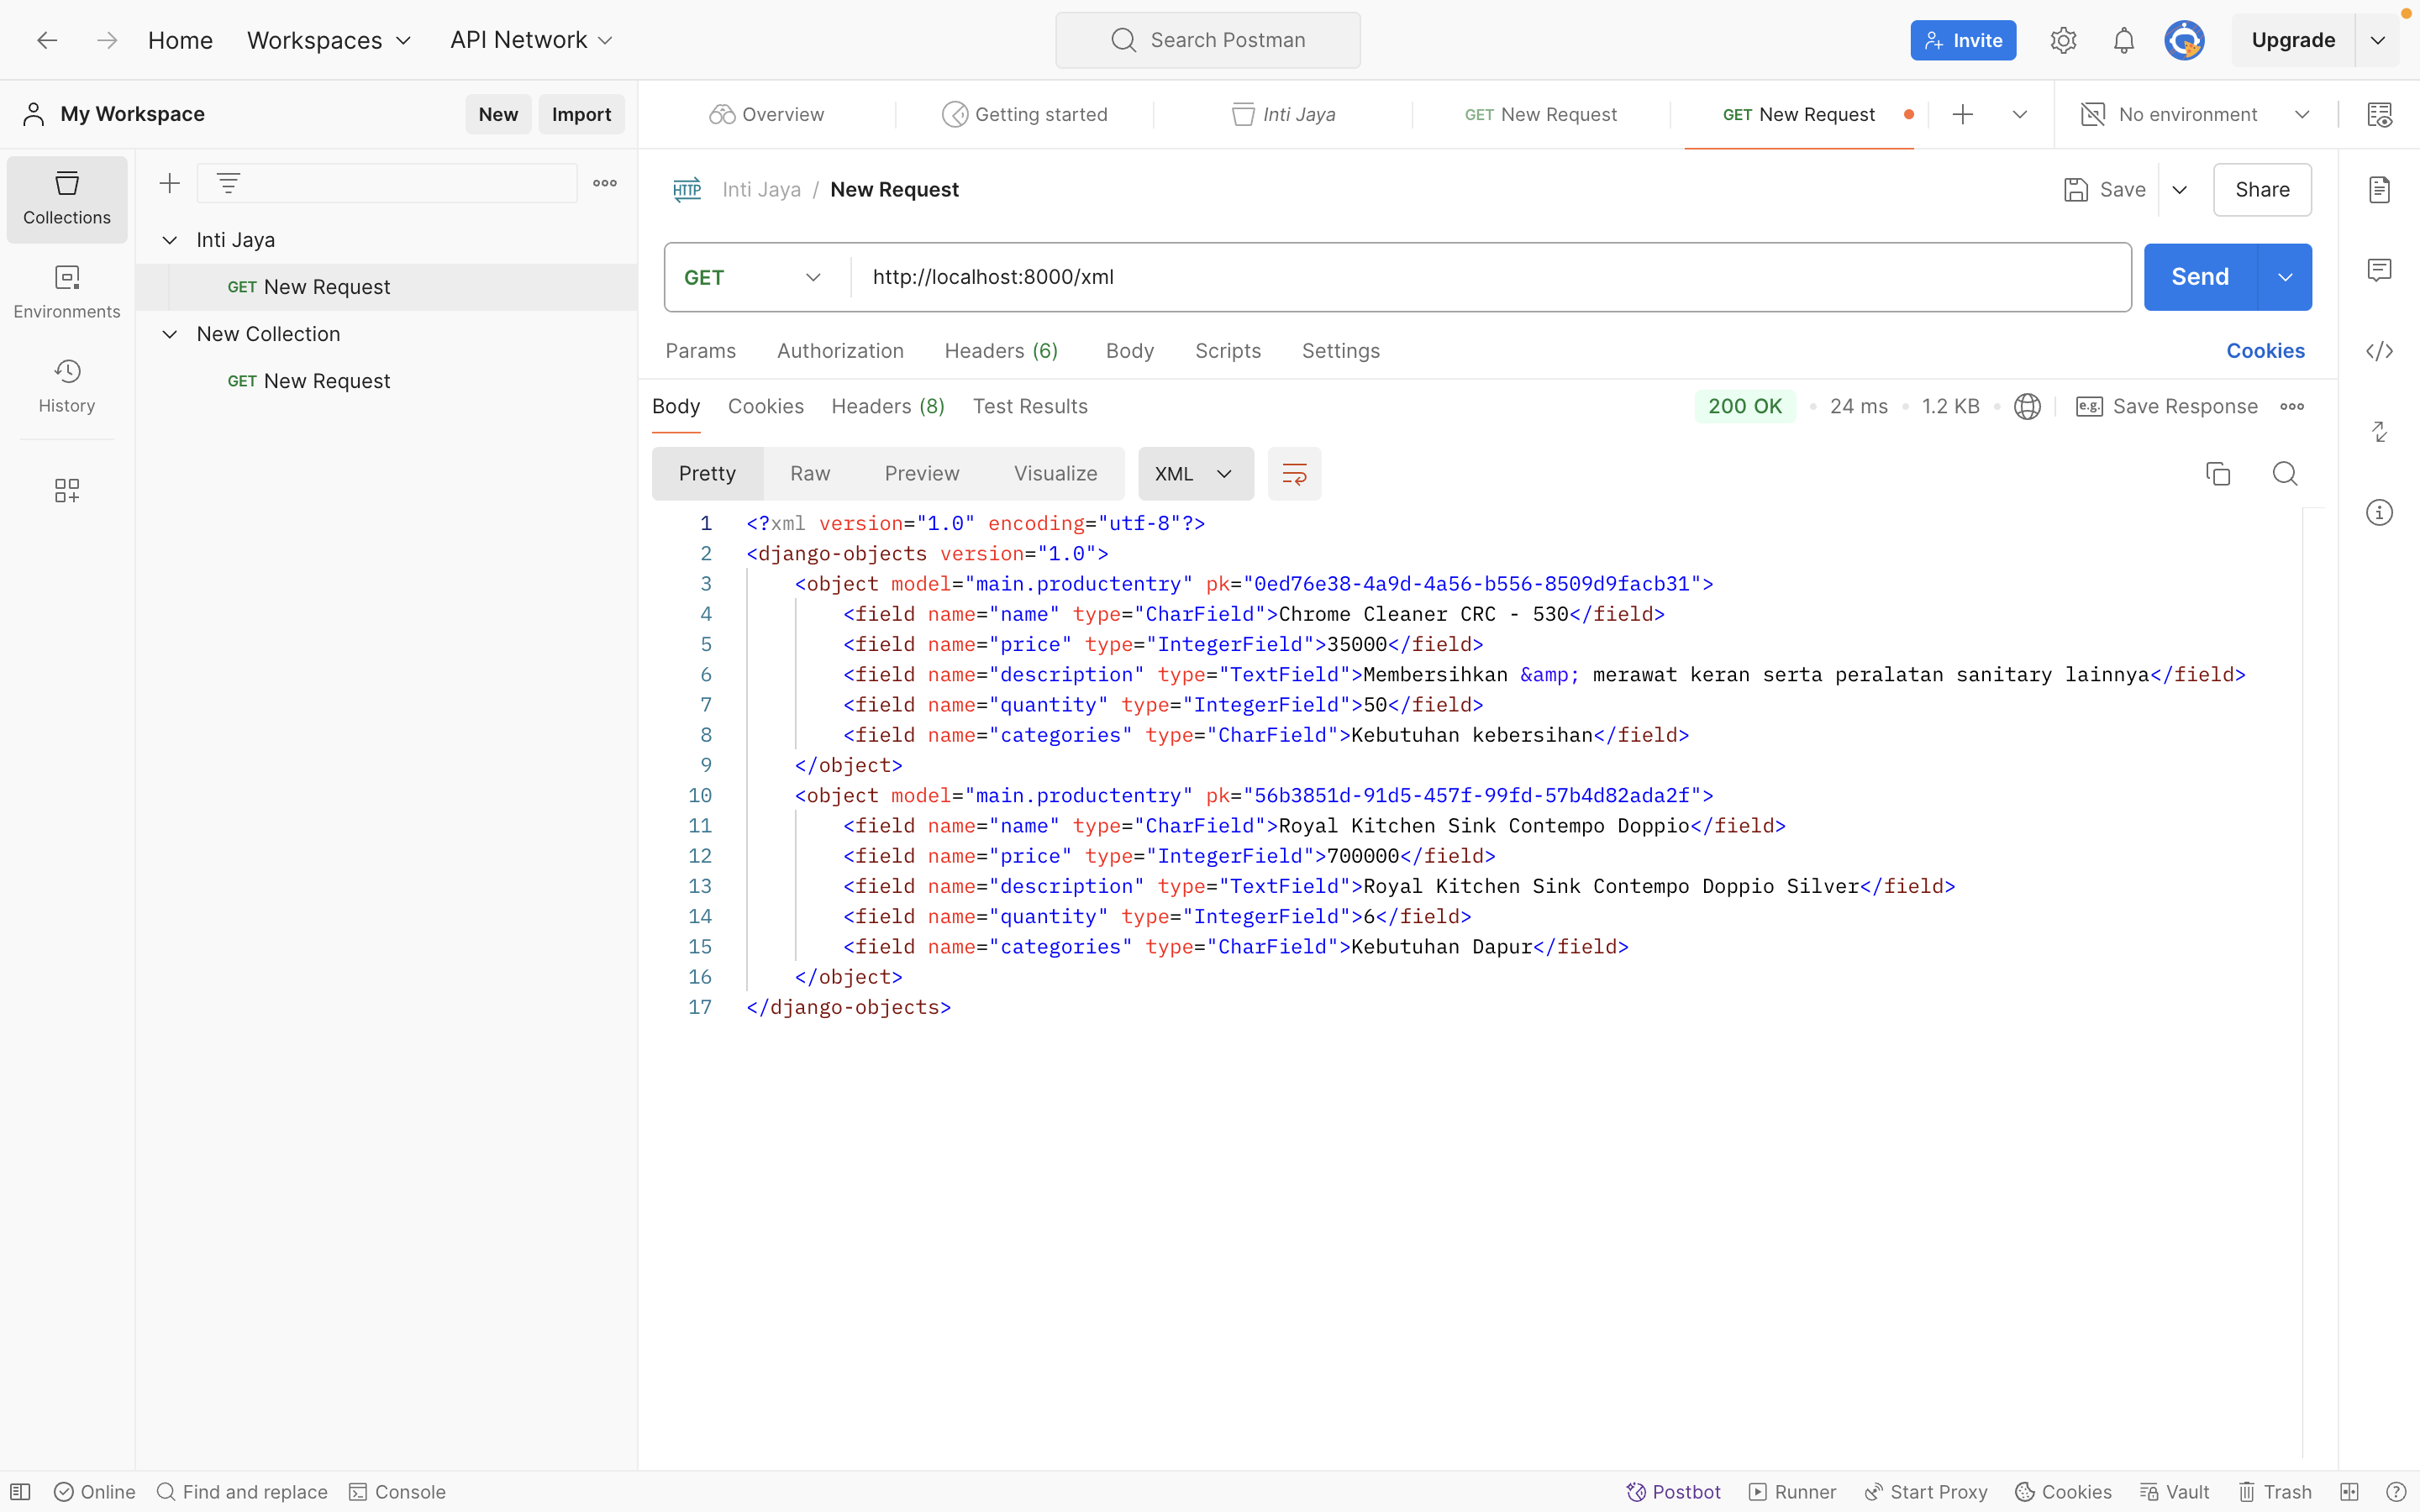 Home Workspaces API Network Search Postman Invite Upgrade
My Workspace New Import Overview Getting started Inti Jaya GET New Request GET New Request No environment
Collections
Environments
History
Inti Jaya
GET New Request
New Collection
GET New Request
HTTP Inti Jaya / New Request Save Share
GET http://localhost:8000/xml Send
Params Authorization Headers (6) Body Scripts Settings Cookies
Body Cookies Headers (8) Test Results 200 OK 24 ms 1.2 KB e.g. Save Response
Pretty Raw Preview Visualize XML
1 <?xml version="1.0" encoding="utf-8"?>
2 <django-objects version="1.0">
3 <object model="main.productentry" pk="0ed76e38-4a9d-4a56-b556-8509d9facb31">
4 <field name="name" type="CharField">Chrome Cleaner CRC - 530</field>
5 <field name="price" type="IntegerField">35000</field>
6 <field name="description" type="TextField">Membersihkan &amp; merawat keran serta peralatan sanitary lainnya</field>
7 <field name="quantity" type="IntegerField">50</field>
8 <field name="categories" type="CharField">Kebutuhan kebersihan</field>
9 </object>
10 <object model="main.productentry" pk="56b3851d-91d5-457f-99fd-57b4d82ada2f">
11 <field name="name" type="CharField">Royal Kitchen Sink Contempo Doppio</field>
12 <field name="price" type="IntegerField">700000</field>
13 <field name="description" type="TextField">Royal Kitchen Sink Contempo Doppio Silver</field>
14 <field name="quantity" type="IntegerField">6</field>
15 <field name="categories" type="CharField">Kebutuhan Dapur</field>
16 </object>
17 </django-objects>
Online Find and replace Console Postbot Runner Start Proxy Cookies Vault Trash